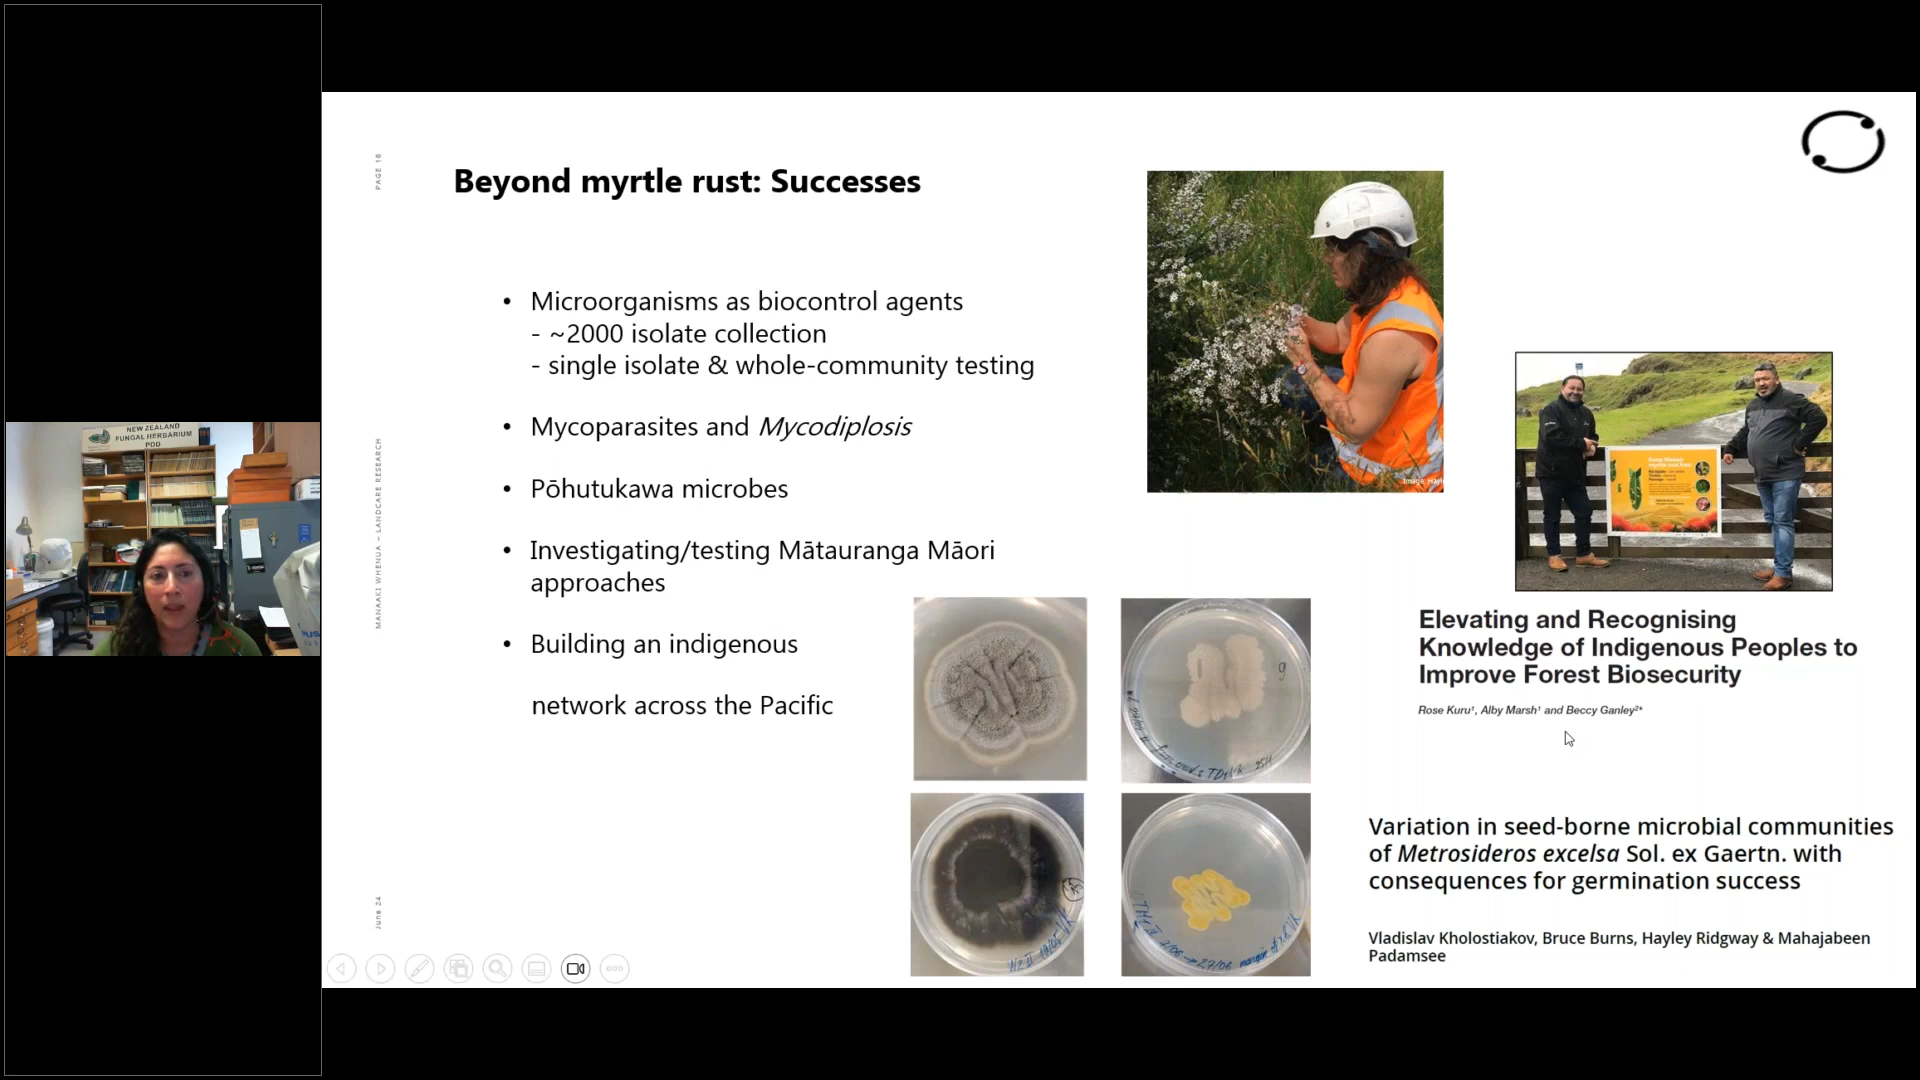 NEW ZEALAND
FUNGAL HERBARIUM
PDD
PAGE 16
MANAAKI WHENUA – LANDCARE RESEARCH
June 24
Beyond myrtle rust: Successes
• Microorganisms as biocontrol agents
- ~2000 isolate collection
- single isolate & whole-community testing
• Mycoparasites and Mycodiplosis
• Pōhutukawa microbes
• Investigating/testing Mātauranga Māori
approaches
• Building an indigenous
network across the Pacific
Elevating and Recognising
Knowledge of Indigenous Peoples to
Improve Forest Biosecurity
Rose Kuru¹, Alby Marsh¹ and Beccy Ganley²*
Variation in seed-borne microbial communities
of Metrosideros excelsa Sol. ex Gaertn. with
consequences for germination success
Vladislav Kholostiakov, Bruce Burns, Hayley Ridgway & Mahajabeen
Padamsee